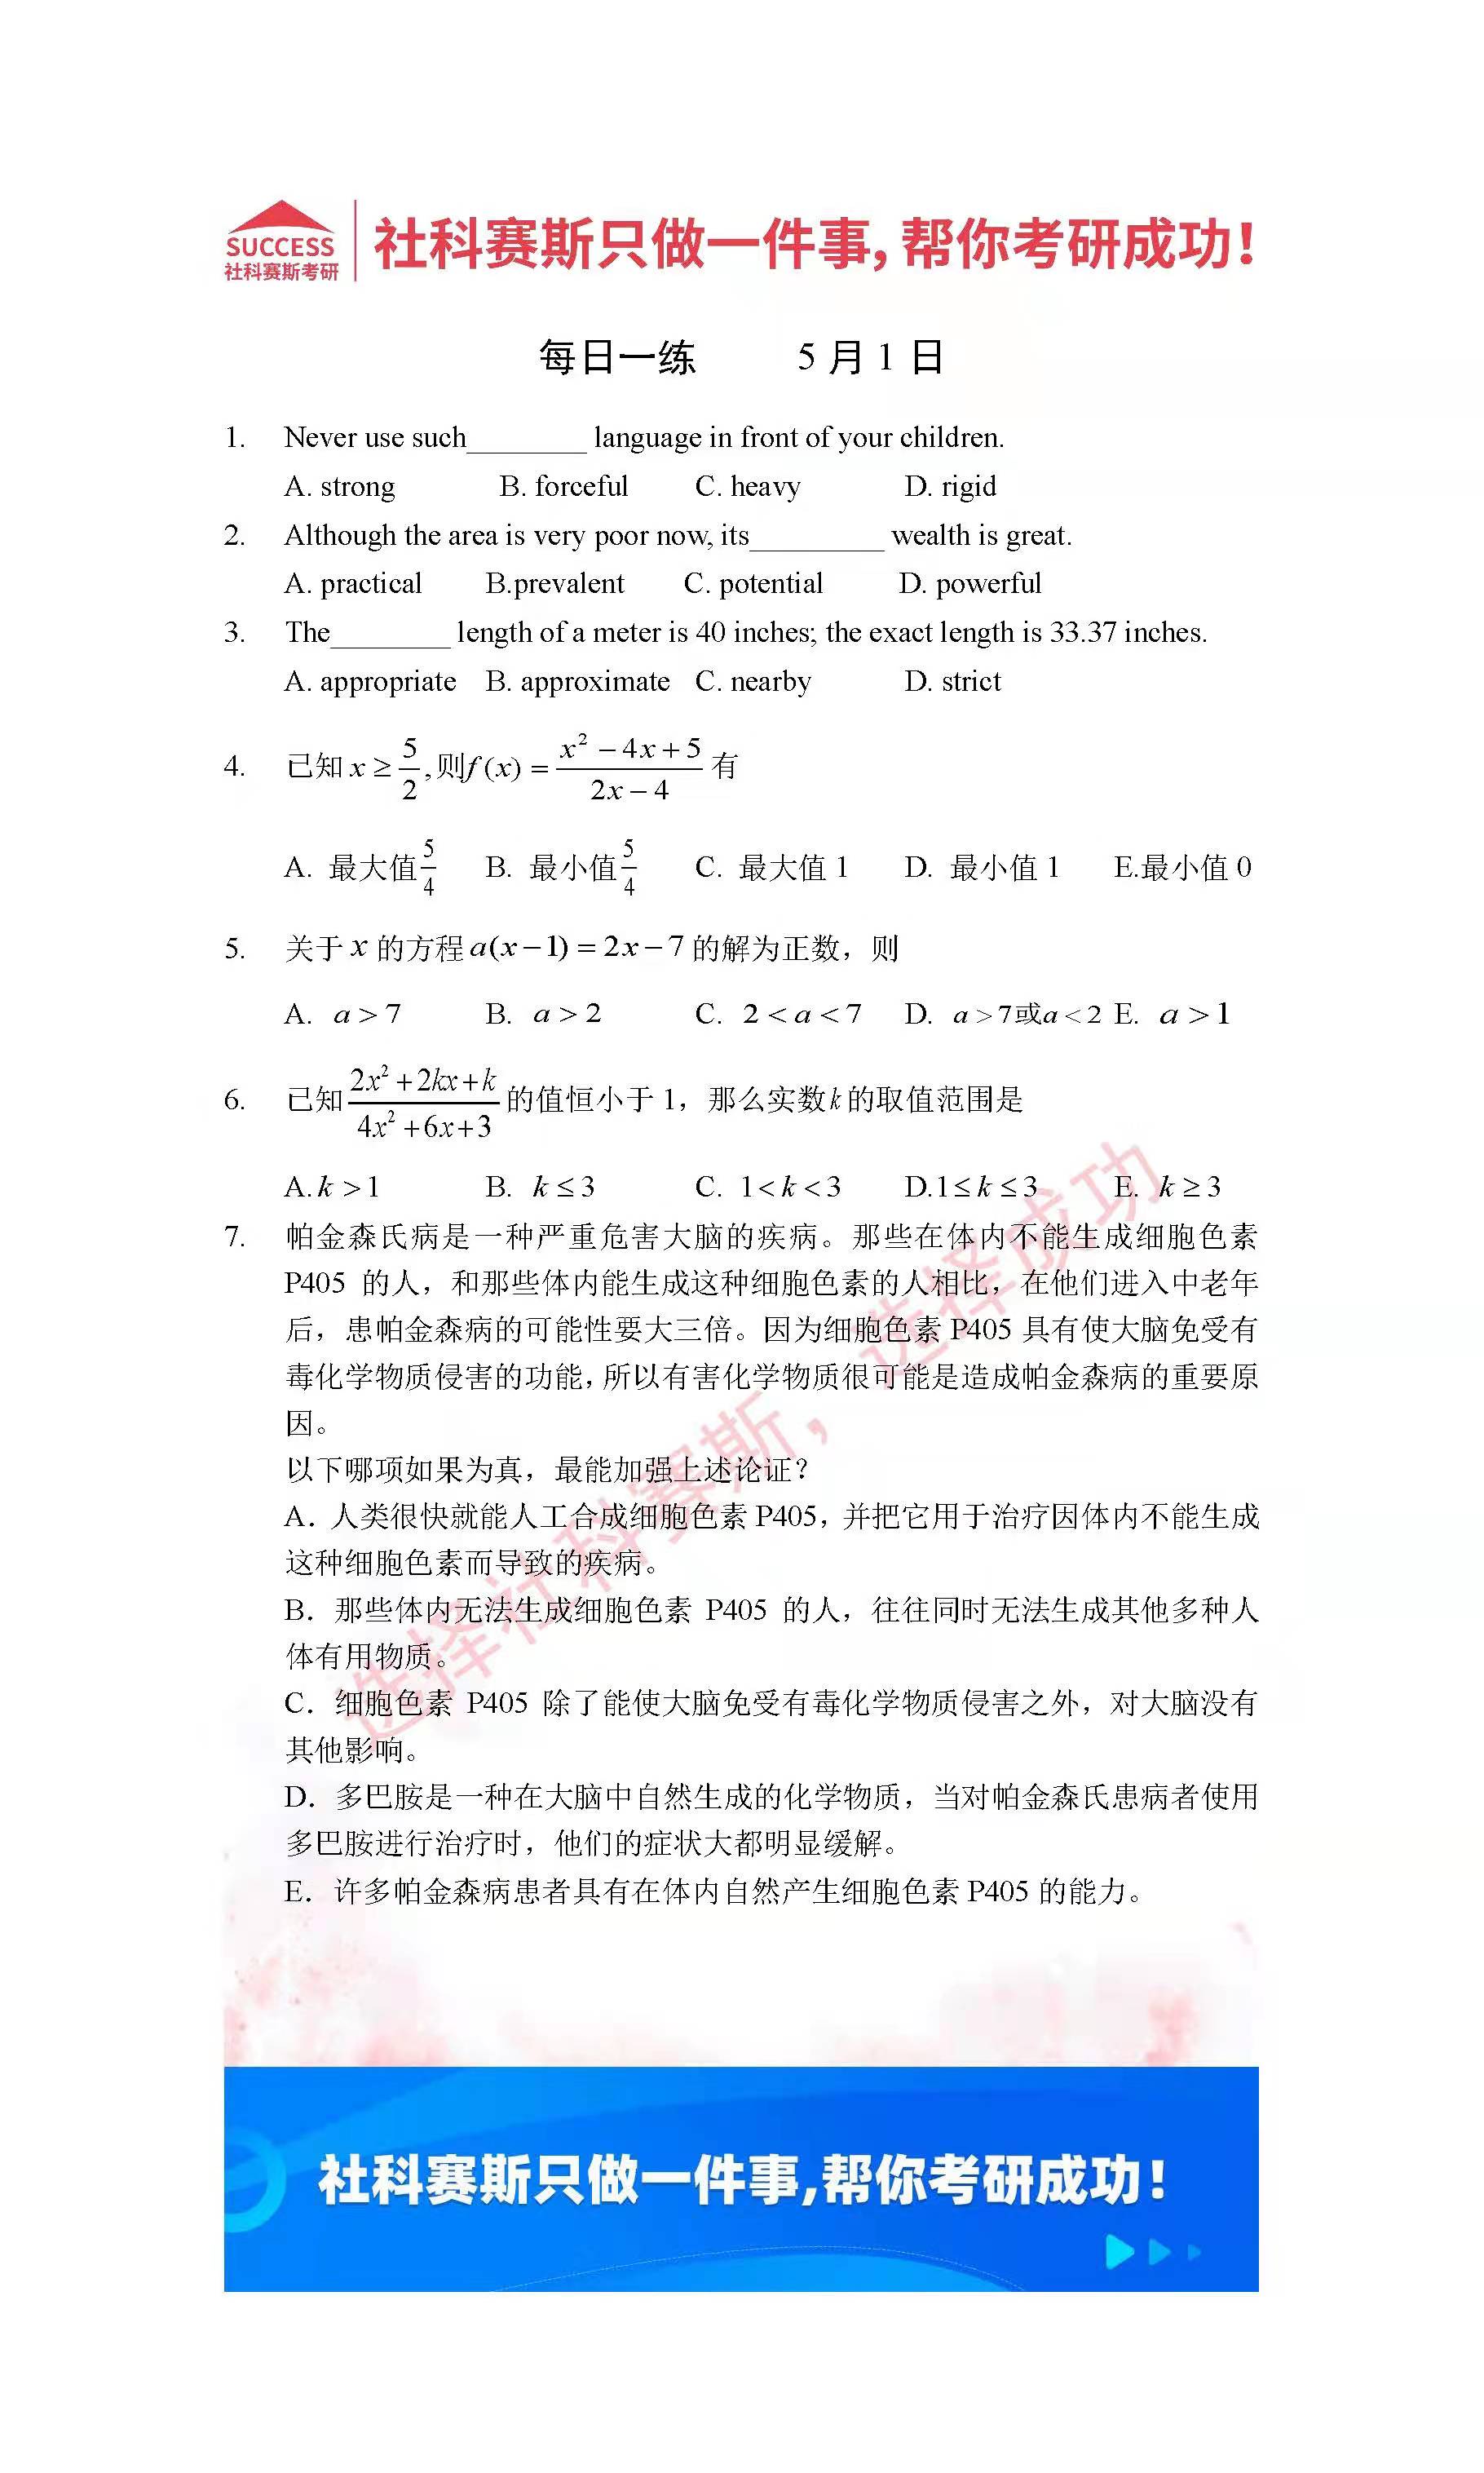 SUCCESS
社科赛斯考研
社科赛斯只做一件事,帮你考研成功!
每日一练 5月1日
1. Never use such________ language in front of your children.
A. strong B. forceful C. heavy D. rigid
2. Although the area is very poor now, its_________ wealth is great.
A. practical B.prevalent C. potential D. powerful
3. The________ length of a meter is 40 inches; the exact length is 33.37 inches.
A. appropriate B. approximate C. nearby D. strict
4. 已知 x ≥ 5/2 ,则f (x) = (x² − 4x + 5)/(2x − 4) 有
A. 最大值 5/4 B. 最小值 5/4 C. 最大值 1 D. 最小值 1 E.最小值 0
5. 关于 x 的方程 a(x−1) = 2x−7 的解为正数，则
A. a > 7 B. a > 2 C. 2 < a < 7 D. a > 7或a < 2 E. a > 1
6. 已知 (2x² +2kx+k)/(4x² +6x+3) 的值恒小于 1，那么实数k的取值范围是
A. k > 1 B. k ≤ 3 C. 1< k < 3 D.1≤ k ≤ 3 E. k ≥ 3
7. 帕金森氏病是一种严重危害大脑的疾病。那些在体内不能生成细胞色素
P405 的人，和那些体内能生成这种细胞色素的人相比，在他们进入中老年
后，患帕金森病的可能性要大三倍。因为细胞色素 P405 具有使大脑免受有
毒化学物质侵害的功能，所以有害化学物质很可能是造成帕金森病的重要原
因。
以下哪项如果为真，最能加强上述论证？
A．人类很快就能人工合成细胞色素 P405，并把它用于治疗因体内不能生成
这种细胞色素而导致的疾病。
B．那些体内无法生成细胞色素 P405 的人，往往同时无法生成其他多种人
体有用物质。
C．细胞色素 P405 除了能使大脑免受有毒化学物质侵害之外，对大脑没有
其他影响。
D．多巴胺是一种在大脑中自然生成的化学物质，当对帕金森氏患病者使用
多巴胺进行治疗时，他们的症状大都明显缓解。
E．许多帕金森病患者具有在体内自然产生细胞色素 P405 的能力。
选择社科赛斯，选择成功
社科赛斯只做一件事,帮你考研成功!